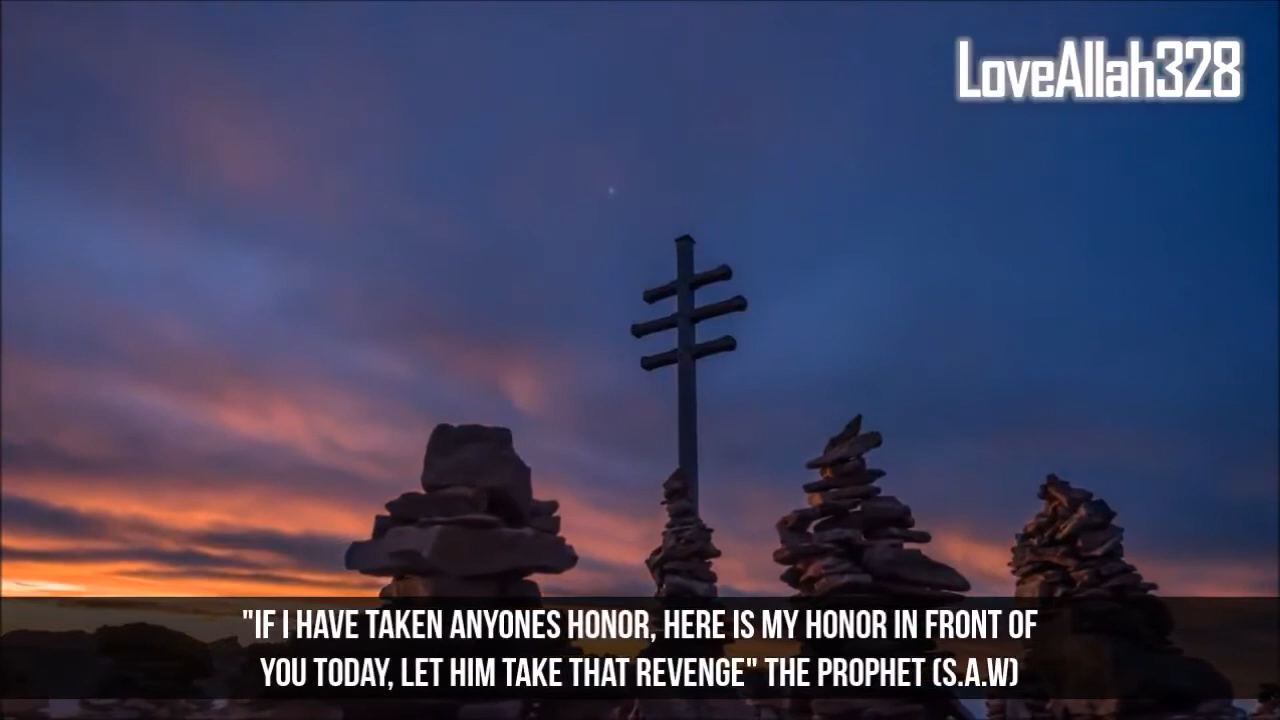 LoveAllah328
"IF I HAVE TAKEN ANYONES HONOR, HERE IS MY HONOR IN FRONT OF
YOU TODAY, LET HIM TAKE THAT REVENGE" THE PROPHET (S.A.W)